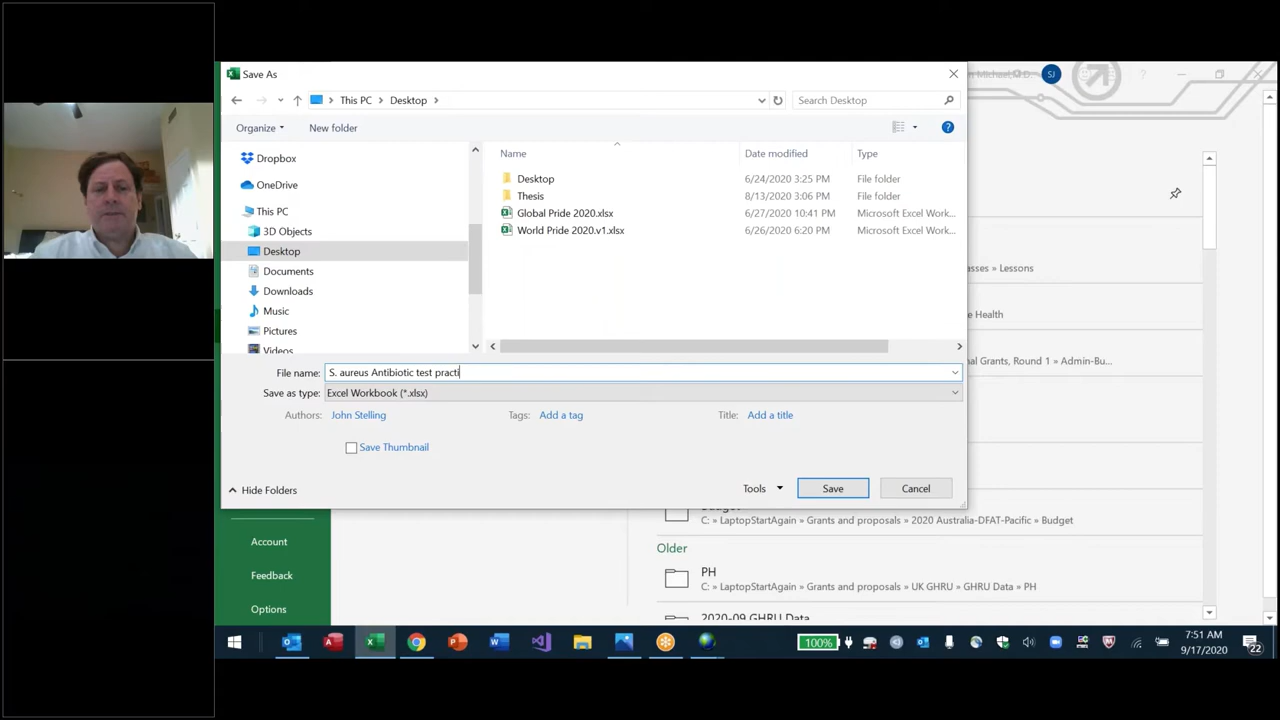 Save As
Michael, M.D.
SJ
This PC
Desktop
Search Desktop
Organize
New folder
Name
Date modified
Type
Dropbox
OneDrive
This PC
3D Objects
Desktop
Documents
Downloads
Music
Pictures
Videos
Desktop 6/24/2020 3:25 PM File folder
Thesis 8/13/2020 3:06 PM File folder
Global Pride 2020.xlsx 6/27/2020 10:41 PM Microsoft Excel Work...
World Pride 2020.v1.xlsx 6/26/2020 6:20 PM Microsoft Excel Work...
asses » Lessons
e Health
nal Grants, Round 1 » Admin-Bu...
File name: S. aureus Antibiotic test practi
Save as type: Excel Workbook (*.xlsx)
Authors: John Stelling Tags: Add a tag Title: Add a title
Save Thumbnail
Hide Folders
Tools
Save
Cancel
Budget
C: » LaptopStartAgain » Grants and proposals » 2020 Australia-DFAT-Pacific » Budget
Older
PH
C: » LaptopStartAgain » Grants and proposals » UK GHRU » GHRU Data » PH
2020-09 GHRU Data
Account
Feedback
Options
100%
7:51 AM
9/17/2020
22